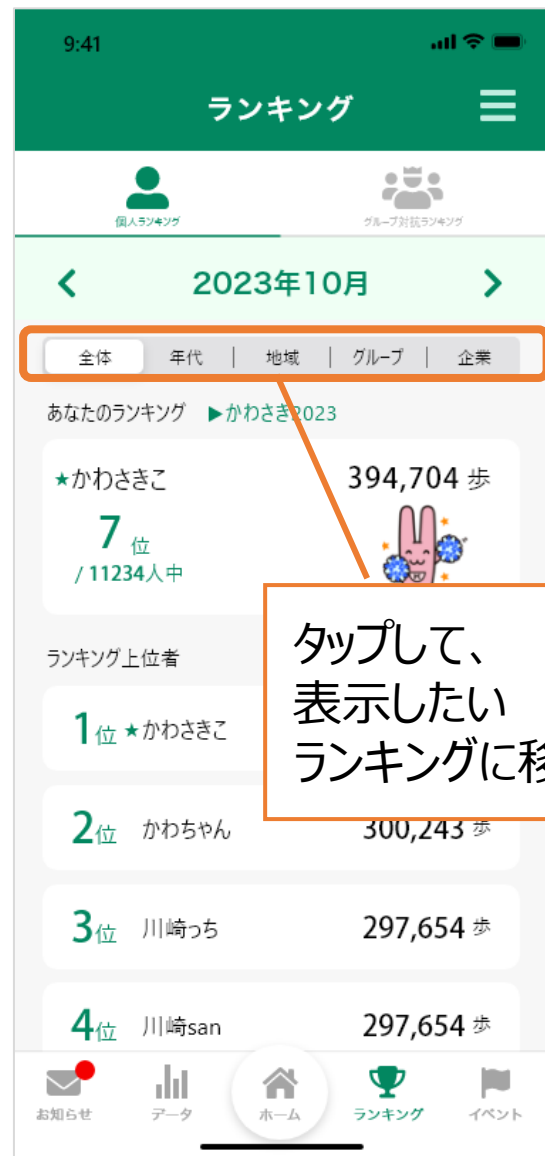 9:41
ランキング
個人ランキング
グループ対抗ランキング
2023年10月
全体 年代 地域 グループ 企業
あなたのランキング ▶かわさき2023
★かわさきこ
394,704 歩
7 位
/ 11234人中
タップして、
表示したい
ランキングに移
ランキング上位者
1位 ★かわさきこ
2位 かわちゃん 300,243 歩
3位 川崎っち 297,654 歩
4位 川崎san 297,654 歩
お知らせ データ ホーム ランキング イベント